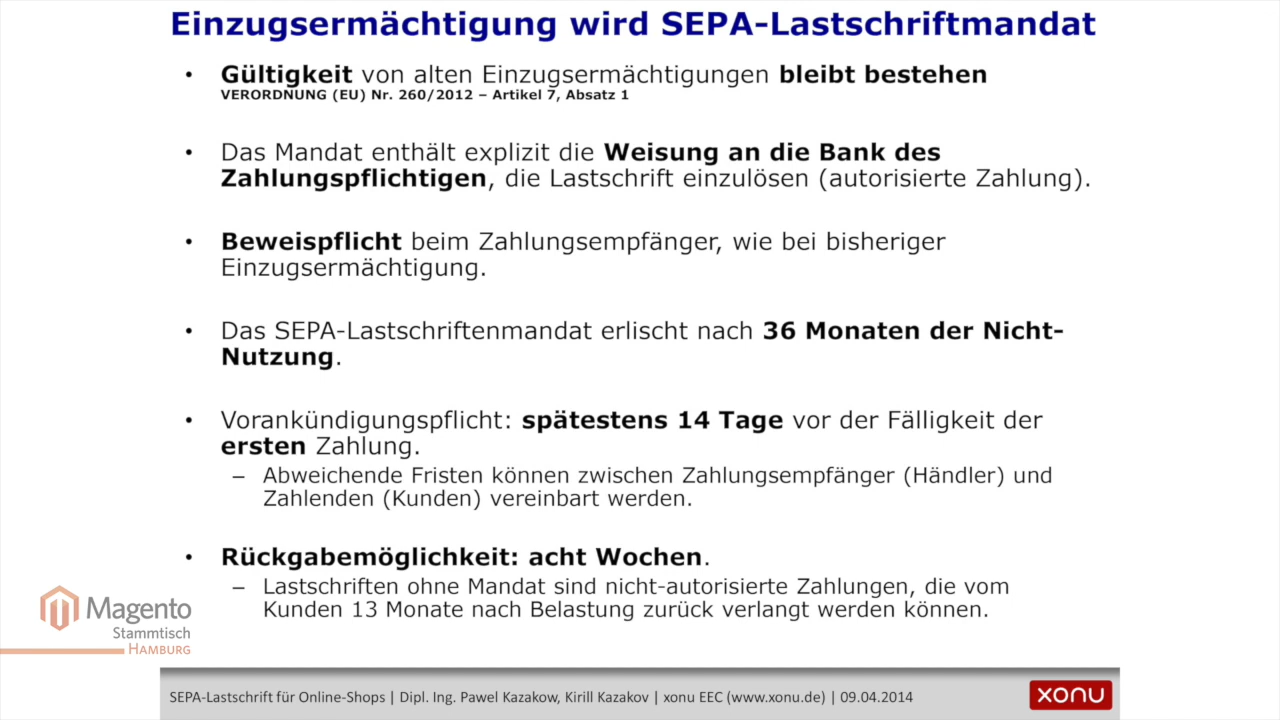 Einzugsermächtigung wird SEPA-Lastschriftmandat
• Gültigkeit von alten Einzugsermächtigungen bleibt bestehen
VERORDNUNG (EU) Nr. 260/2012 – Artikel 7, Absatz 1
• Das Mandat enthält explizit die Weisung an die Bank des
Zahlungspflichtigen, die Lastschrift einzulösen (autorisierte Zahlung).
• Beweispflicht beim Zahlungsempfänger, wie bei bisheriger
Einzugsermächtigung.
• Das SEPA-Lastschriftenmandat erlischt nach 36 Monaten der Nicht-
Nutzung.
• Vorankündigungspflicht: spätestens 14 Tage vor der Fälligkeit der
ersten Zahlung.
– Abweichende Fristen können zwischen Zahlungsempfänger (Händler) und
Zahlenden (Kunden) vereinbart werden.
• Rückgabemöglichkeit: acht Wochen.
– Lastschriften ohne Mandat sind nicht-autorisierte Zahlungen, die vom
Kunden 13 Monate nach Belastung zurück verlangt werden können.
Magento
Stammtisch
HAMBURG
SEPA-Lastschrift für Online-Shops | Dipl. Ing. Pawel Kazakow, Kirill Kazakov | xonu EEC (www.xonu.de) | 09.04.2014
xonu